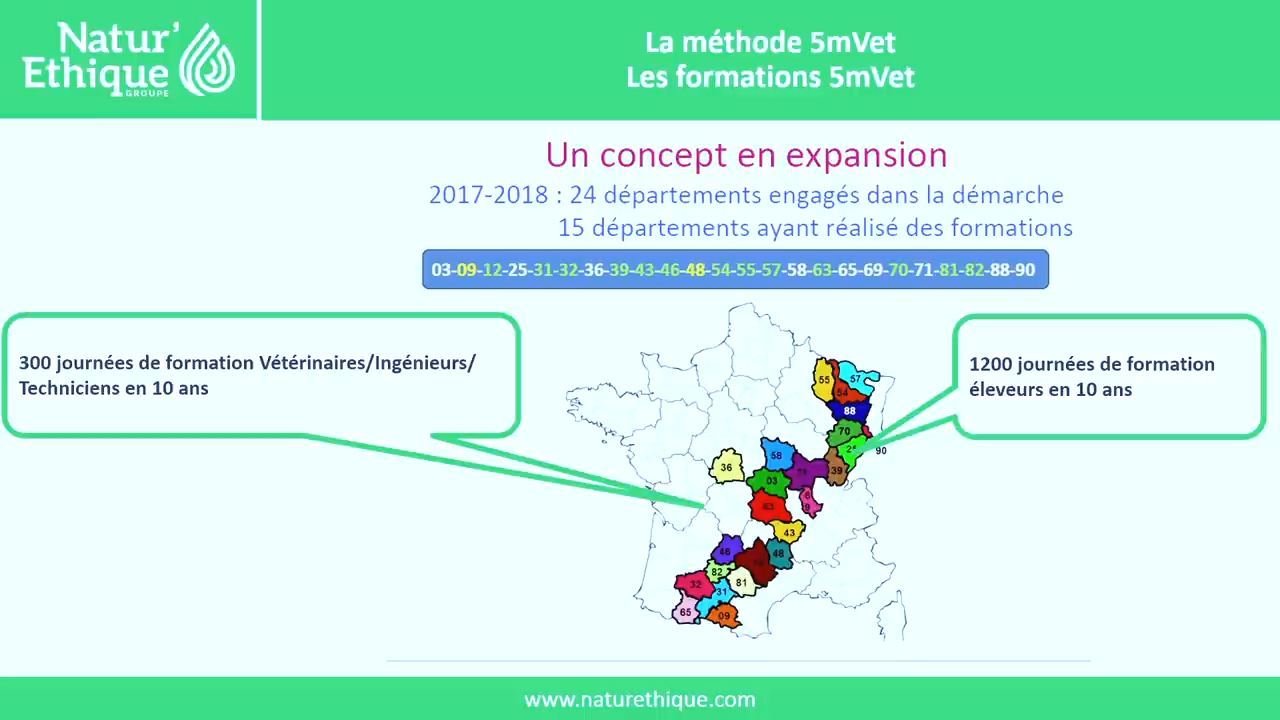 Natur'
Ethique
GROUPE
La méthode 5mVet
Les formations 5mVet
Un concept en expansion
2017-2018 : 24 départements engagés dans la démarche
15 départements ayant réalisé des formations
03-09-12-25-31-32-36-39-43-46-48-54-55-57-58-63-65-69-70-71-81-82-88-90
300 journées de formation Vétérinaires/Ingénieurs/
Techniciens en 10 ans
1200 journées de formation
éleveurs en 10 ans
55
57
54
88
70
90
39
58
36
03
63
69
43
46
48
82
81
32
31
65
09
www.naturethique.com